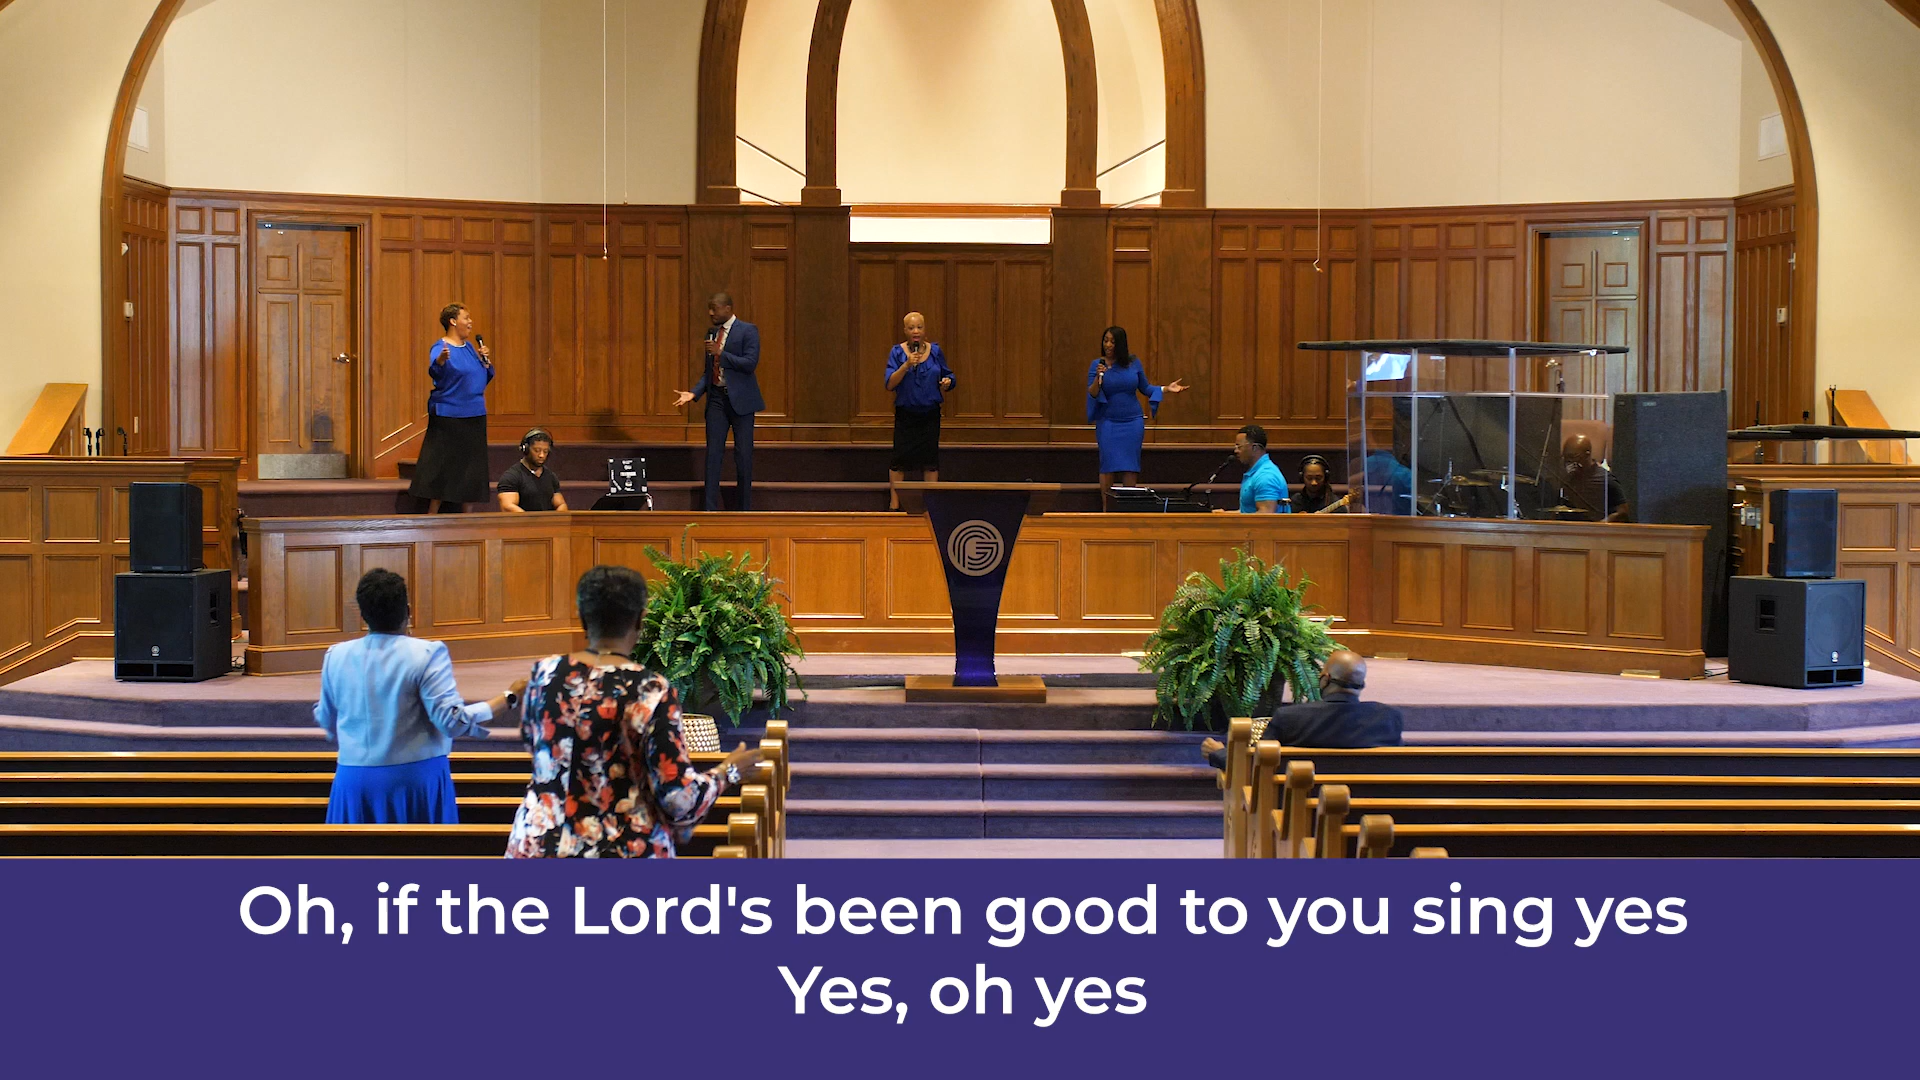 Oh, if the Lord's been good to you sing yes
Yes, oh yes